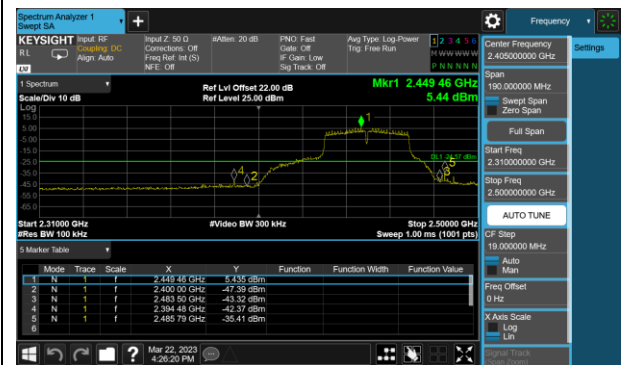 Spectrum Analyzer 1
Swept SA
Frequency
KEYSIGHT
RL
Input: RF
Coupling: DC
Align: Auto
Input Z: 50 Ω
Corrections: Off
Freq Ref: Int (S)
NFE: Off
#Atten: 20 dB
PNO: Fast
Gate: Off
IF Gain: Low
Sig Track: Off
Avg Type: Log-Power
Trig: Free Run
1 2 3 4 5 6
M W W W W W
P N N N N N
1 Spectrum
Scale/Div 10 dB
Ref Lvl Offset 22.00 dB
Ref Level 25.00 dBm
Mkr1 2.449 46 GHz
5.44 dBm
Log
15.0
5.00
-5.00
-15.0
-25.0
-35.0
-45.0
-55.0
-65.0
1
4
2
5
3
Start 2.31000 GHz
#Res BW 100 kHz
#Video BW 300 kHz
Stop 2.50000 GHz
Sweep 1.00 ms (1001 pts)
5 Marker Table
Mode Trace Scale X Y Function Function Width Function Value
1 N 1 f 2.449 46 GHz 5.435 dBm
2 N 1 f 2.400 00 GHz -47.39 dBm
3 N 1 f 2.483 50 GHz -43.32 dBm
4 N 1 f 2.394 48 GHz -42.37 dBm
5 N 1 f 2.485 79 GHz -35.41 dBm
6
Mar 22, 2023
4:26:20 PM
Center Frequency
2.405000000 GHz
Settings
Span
190.000000 MHz
Swept Span
Zero Span
Full Span
Start Freq
2.310000000 GHz
Stop Freq
2.500000000 GHz
AUTO TUNE
CF Step
19.000000 MHz
Auto
Man
Freq Offset
0 Hz
X Axis Scale
Log
Lin
Signal Track
(Span Zoom)